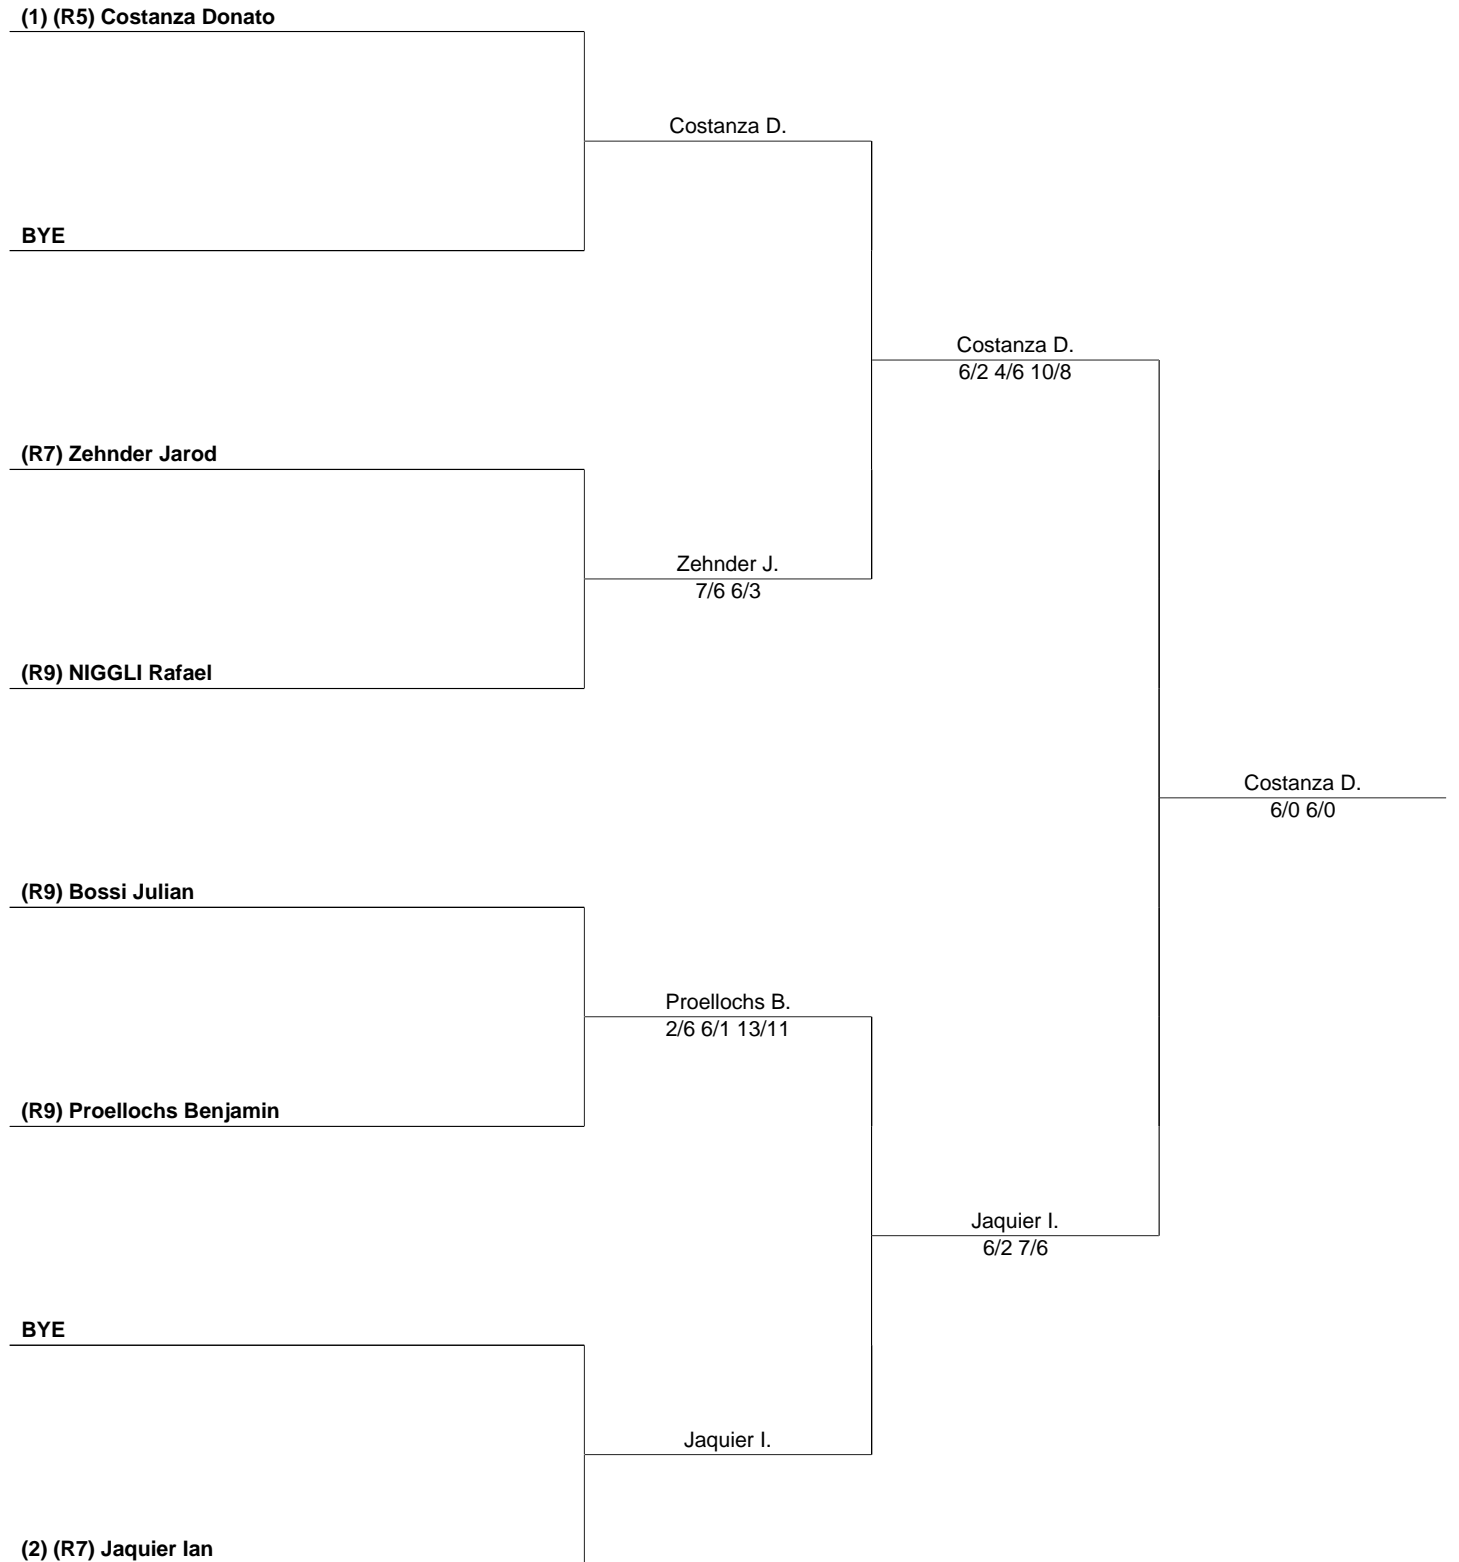 (1) (R5) Costanza Donato
Costanza D.
BYE
Costanza D.
6/2 4/6 10/8
(R7) Zehnder Jarod
Zehnder J.
7/6 6/3
(R9) NIGGLI Rafael
Costanza D.
6/0 6/0
(R9) Bossi Julian
Proellochs B.
2/6 6/1 13/11
(R9) Proellochs Benjamin
Jaquier I.
6/2 7/6
BYE
Jaquier I.
(2) (R7) Jaquier Ian